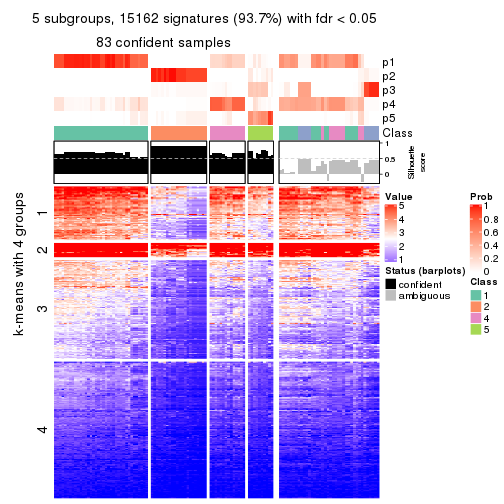 5 subgroups, 15162 signatures (93.7%) with fdr < 0.05
83 confident samples
p1
p2
p3
p4
p5
Class
1
0.5
0
Silhouette
score
k-means with 4 groups
1
2
3
4
Value
5
4
3
2
1
Status (barplots)
confident
ambiguous
Prob
1
0.8
0.6
0.4
0.2
0
Class
1
2
4
5